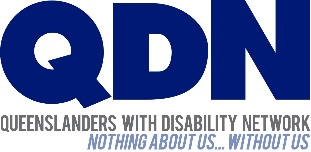 QDN
QUEENSLANDERS WITH DISABILITY NETWORK
NOTHING ABOUT US... WITHOUT US